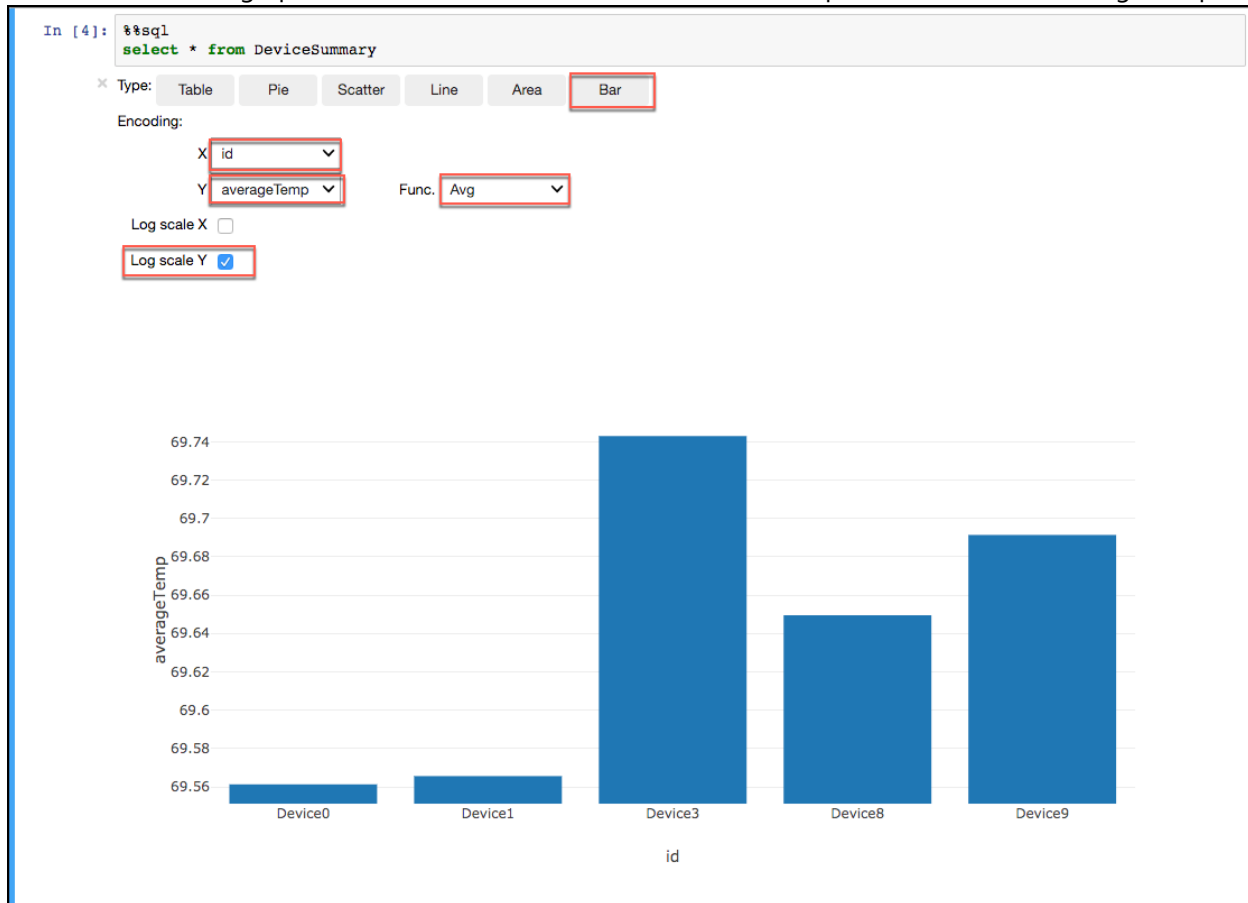 In [4]: %%sql
select * from DeviceSummary
× Type: Table Pie Scatter Line Area Bar
Encoding:
X id
Y averageTemp Func. Avg
Log scale X
Log scale Y
69.74
69.72
69.7
69.68
69.66
69.64
69.62
69.6
69.58
69.56
averageTemp
Device0 Device1 Device3 Device8 Device9
id